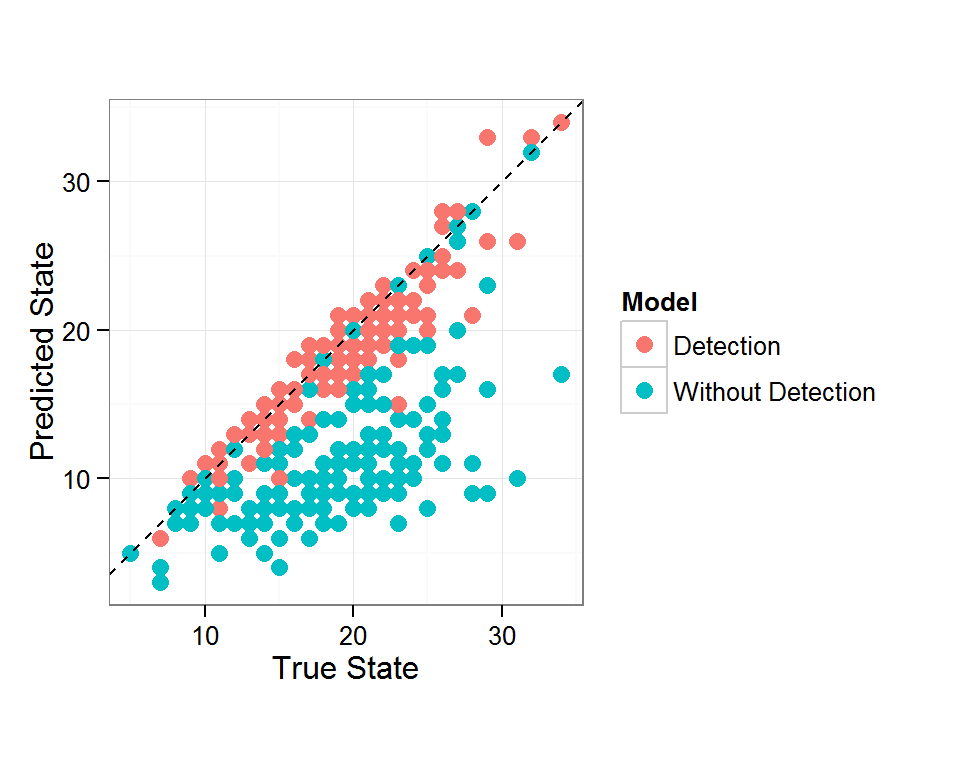 30
20
10
Predicted State
10 20 30
True State
Model
Detection
Without Detection